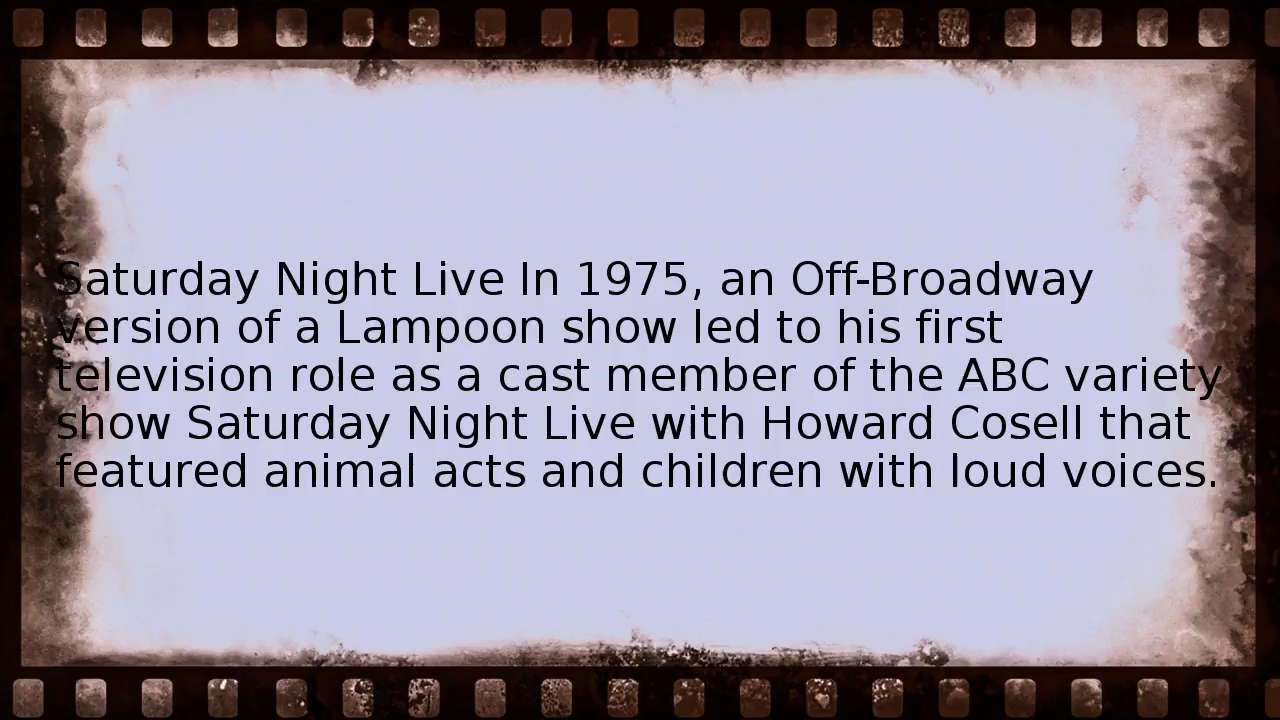 Saturday Night Live In 1975, an Off-Broadway
version of a Lampoon show led to his first
television role as a cast member of the ABC variety
show Saturday Night Live with Howard Cosell that
featured animal acts and children with loud voices.